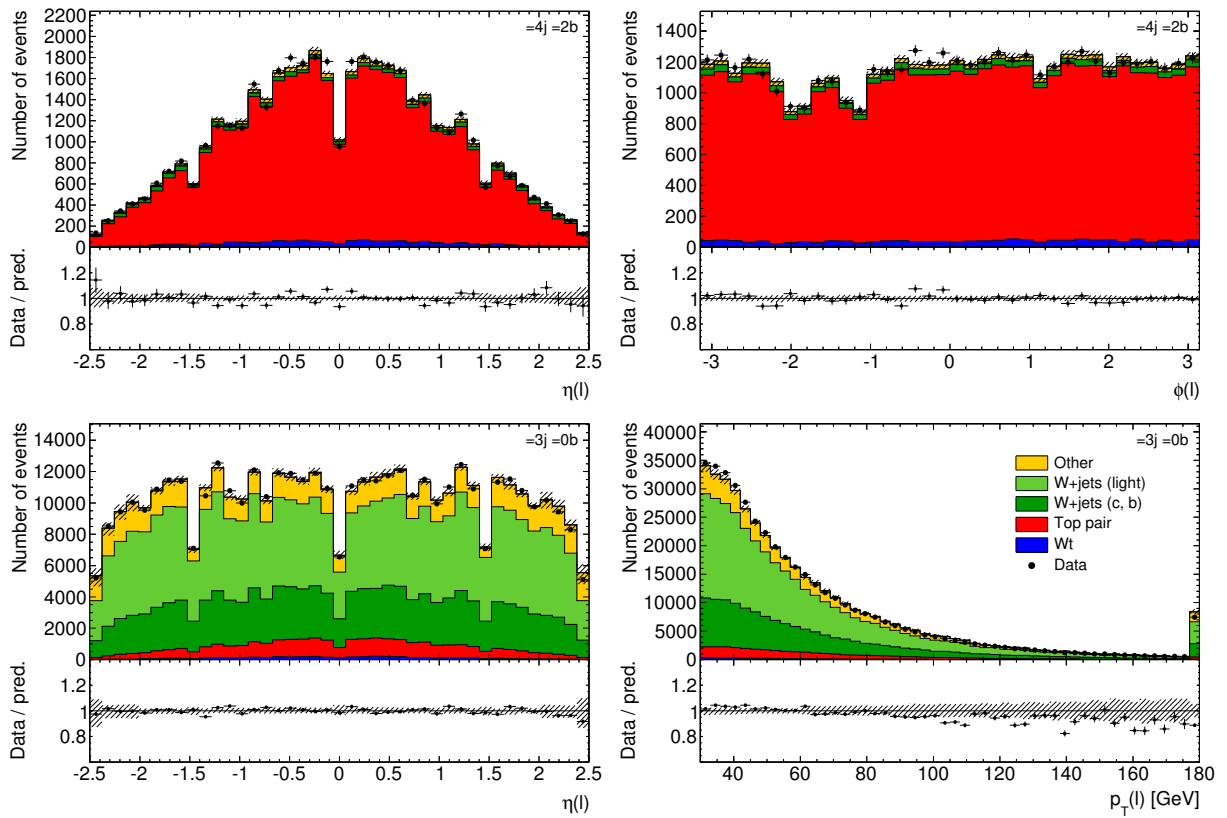 =4j =2b
Number of events
2200
2000
1800
1600
1400
1200
1000
800
600
400
200
0
Data / pred.
1.2
1
0.8
-2.5 -2 -1.5 -1 -0.5 0 0.5 1 1.5 2 2.5
η(l)
=4j =2b
Number of events
1400
1200
1000
800
600
400
200
0
Data / pred.
1.2
1
0.8
-3 -2 -1 0 1 2 3
ϕ(l)
=3j =0b
Number of events
14000
12000
10000
8000
6000
4000
2000
0
Data / pred.
1.2
1
0.8
-2.5 -2 -1.5 -1 -0.5 0 0.5 1 1.5 2 2.5
η(l)
=3j =0b
Number of events
40000
35000
30000
25000
20000
15000
10000
5000
0
Other
W+jets (light)
W+jets (c, b)
Top pair
Wt
Data
Data / pred.
1.2
1
0.8
40 60 80 100 120 140 160 180
p_T(l) [GeV]